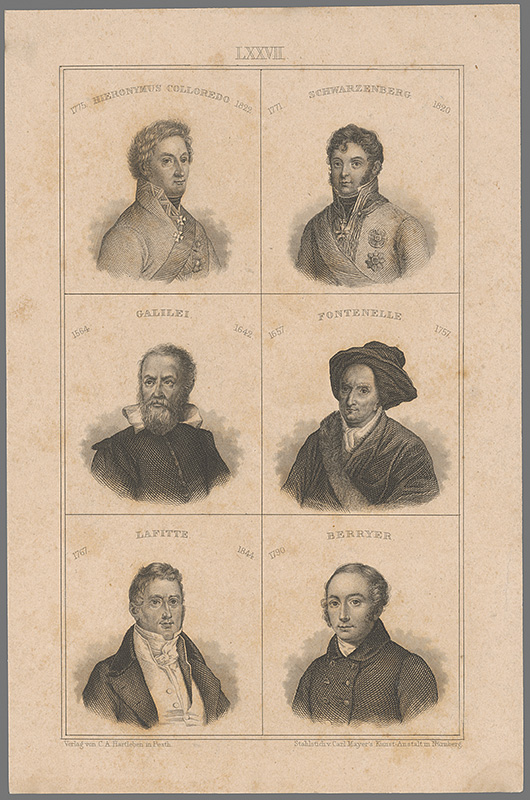 LXXVII.
1775. HIERONYMUS COLLOREDO. 1822.
1771. SCHWARZENBERG. 1820.
1564. GALILEI. 1642.
1657. FONTENELLE. 1757.
1767. LAFITTE. 1844.
1790. BERRYER.
Verlag von C. A. Hartleben in Pesth.
Stahlstich v. Carl Mayer's Kunst-Anstalt in Nürnberg.